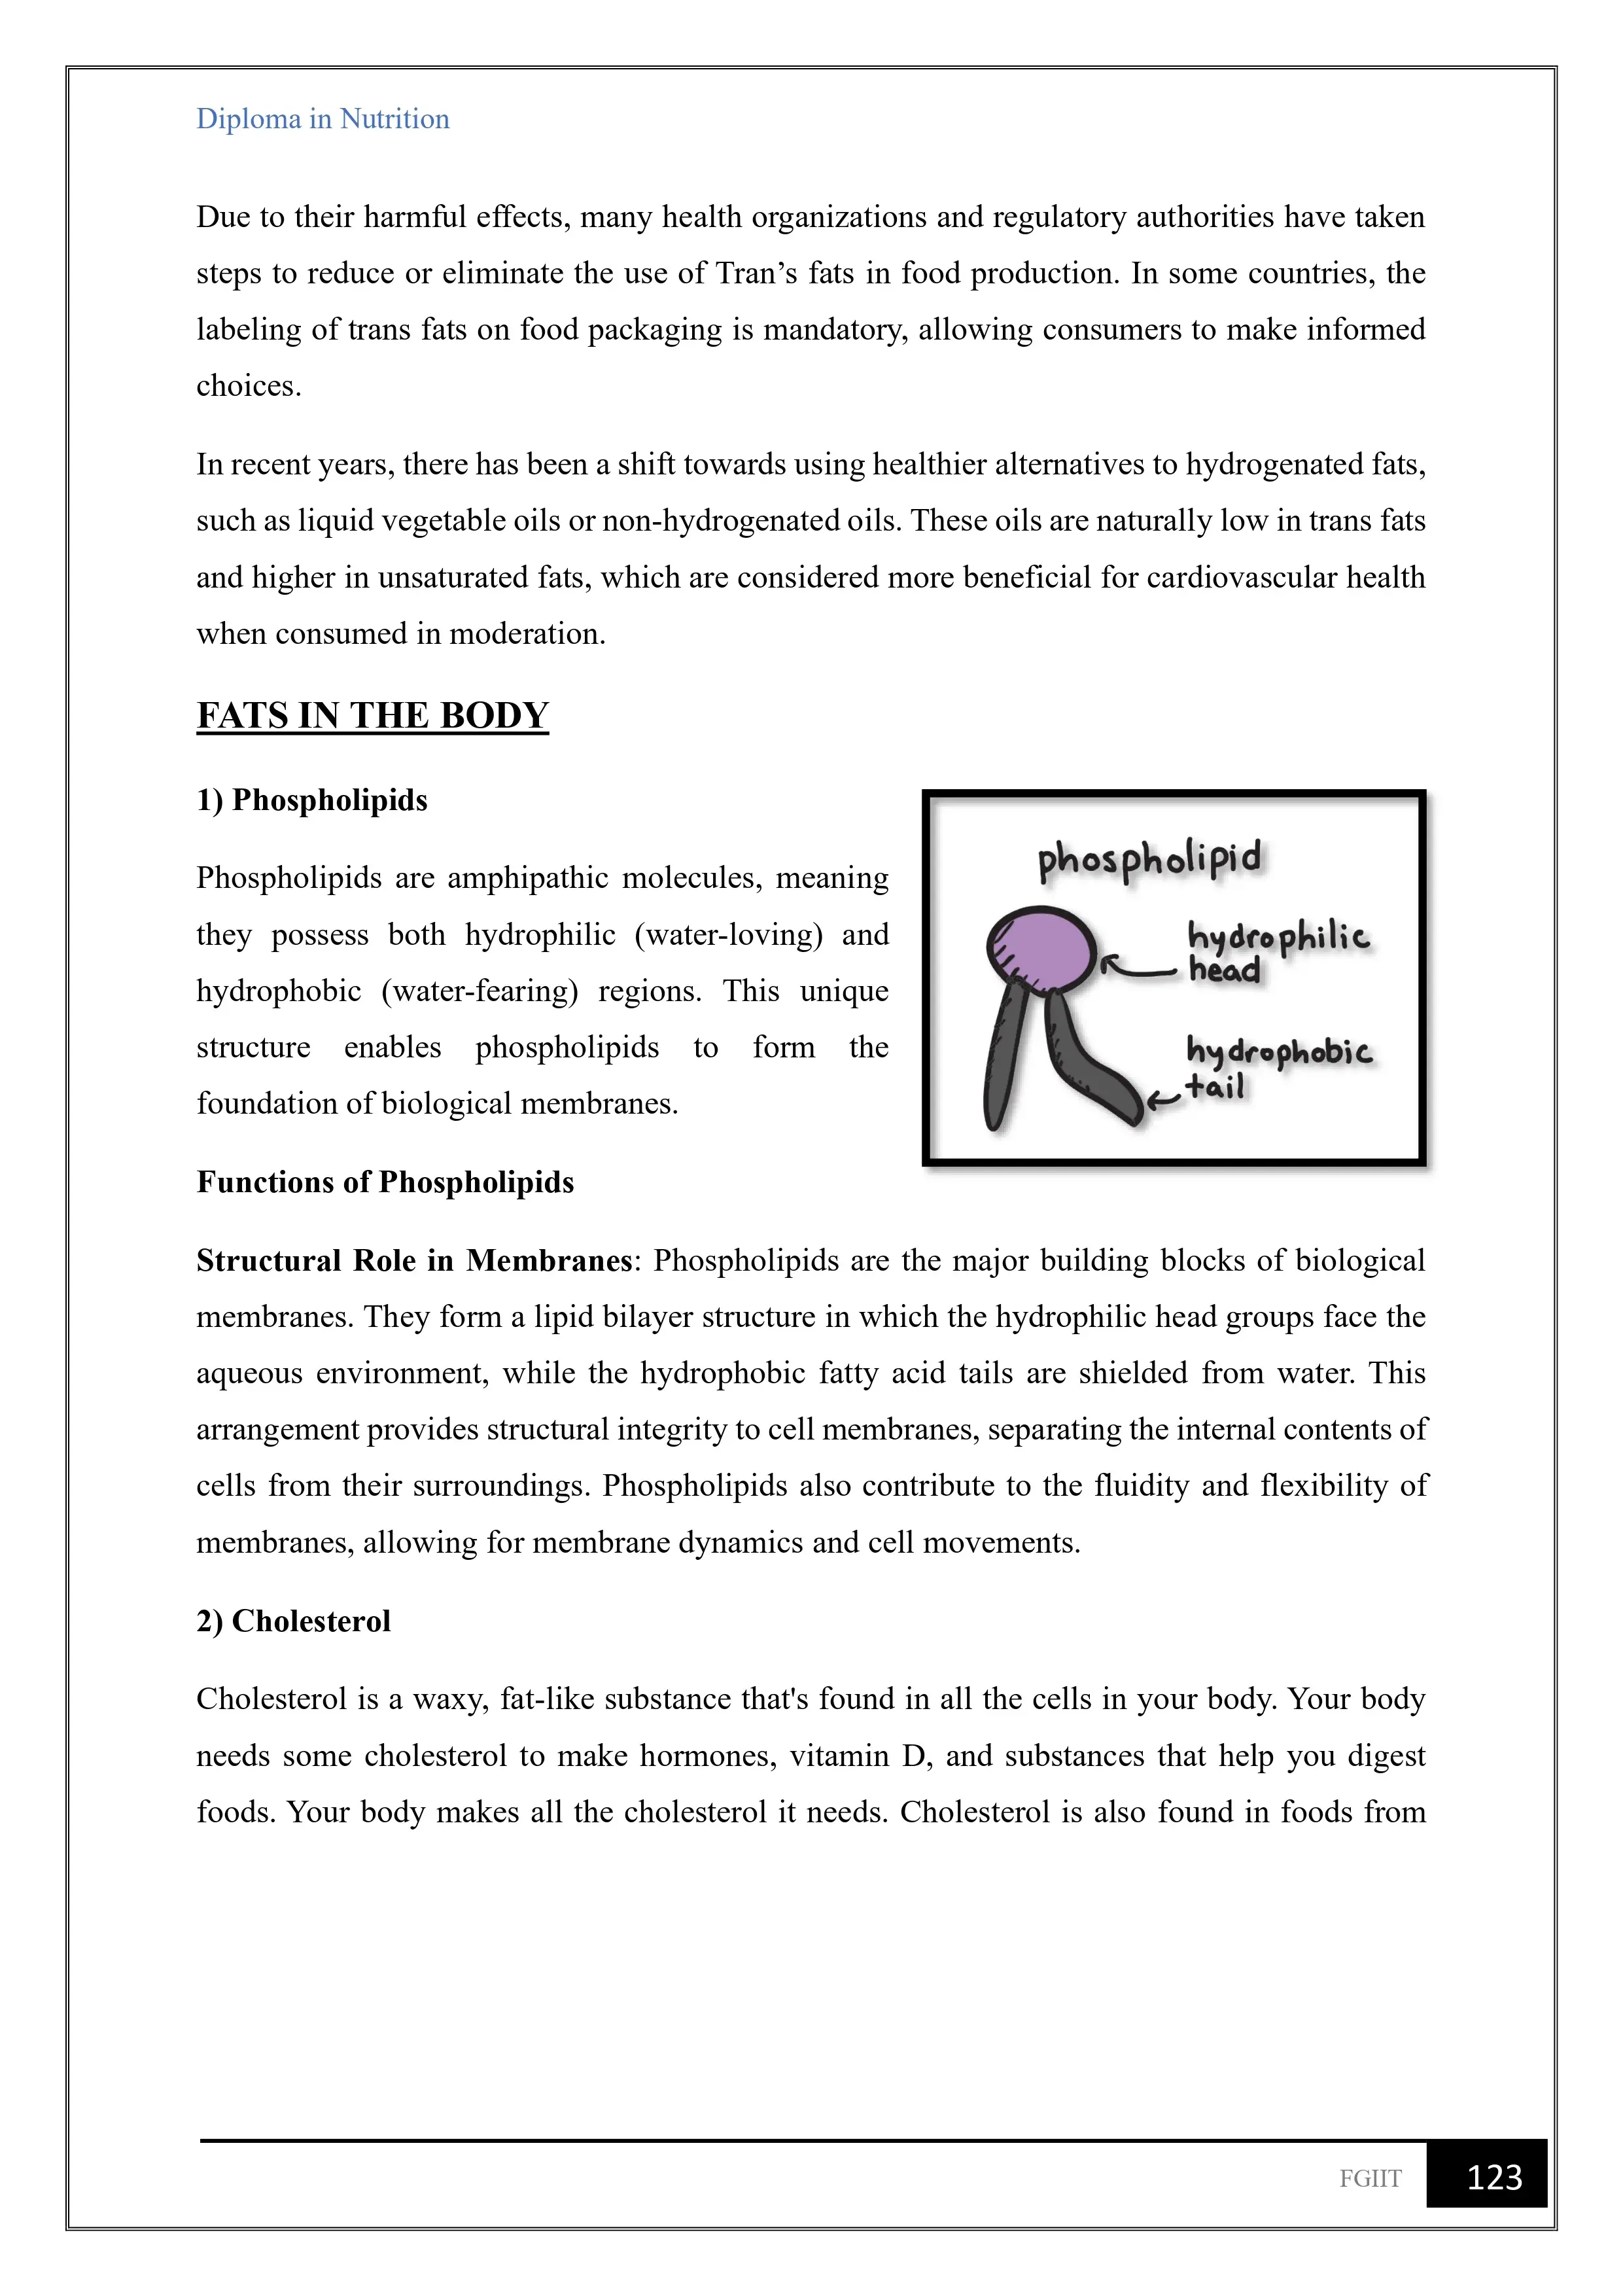 Diploma in Nutrition
Due to their harmful effects, many health organizations and regulatory authorities have taken
steps to reduce or eliminate the use of Tran’s fats in food production. In some countries, the
labeling of trans fats on food packaging is mandatory, allowing consumers to make informed
choices.
In recent years, there has been a shift towards using healthier alternatives to hydrogenated fats,
such as liquid vegetable oils or non-hydrogenated oils. These oils are naturally low in trans fats
and higher in unsaturated fats, which are considered more beneficial for cardiovascular health
when consumed in moderation.
FATS IN THE BODY
1) Phospholipids
Phospholipids are amphipathic molecules, meaning
they possess both hydrophilic (water-loving) and
hydrophobic (water-fearing) regions. This unique
structure enables phospholipids to form the
foundation of biological membranes.
phospholipid
hydrophilic
head
hydrophobic
tail
Functions of Phospholipids
Structural Role in Membranes: Phospholipids are the major building blocks of biological
membranes. They form a lipid bilayer structure in which the hydrophilic head groups face the
aqueous environment, while the hydrophobic fatty acid tails are shielded from water. This
arrangement provides structural integrity to cell membranes, separating the internal contents of
cells from their surroundings. Phospholipids also contribute to the fluidity and flexibility of
membranes, allowing for membrane dynamics and cell movements.
2) Cholesterol
Cholesterol is a waxy, fat-like substance that's found in all the cells in your body. Your body
needs some cholesterol to make hormones, vitamin D, and substances that help you digest
foods. Your body makes all the cholesterol it needs. Cholesterol is also found in foods from
FGIIT
123